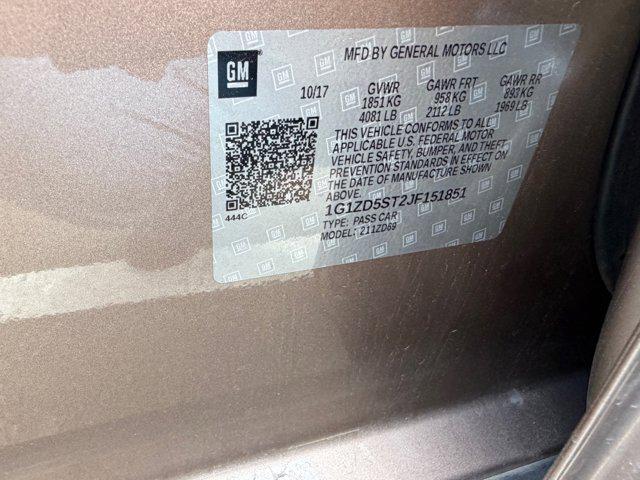 GM
MFD BY GENERAL MOTORS LLC
10/17 GVWR GAWR FRT GAWR RR
1851 KG 958 KG 893 KG
4081 LB 2112 LB 1969 LB
THIS VEHICLE CONFORMS TO ALL
APPLICABLE U.S. FEDERAL MOTOR
VEHICLE SAFETY, BUMPER, AND THEFT
PREVENTION STANDARDS IN EFFECT ON
THE DATE OF MANUFACTURE SHOWN
ABOVE.
444C
1G1ZD5ST2JF151851
TYPE: PASS CAR
MODEL: 211ZD69